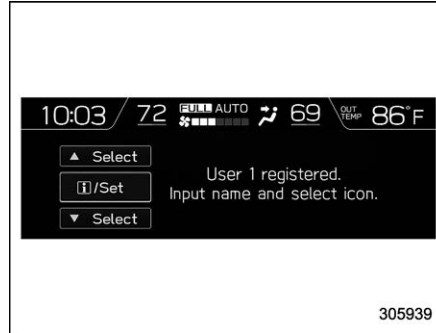 10:03 / 72 FULL AUTO 69 OUT TEMP 86°F
▲ Select
i/Set
▼ Select
User 1 registered.
Input name and select icon.
305939